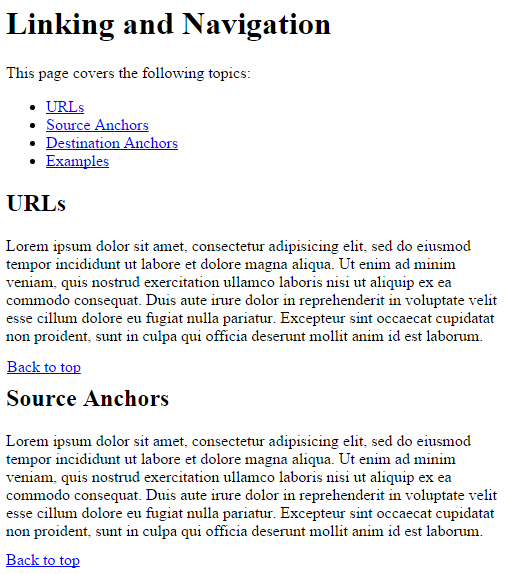 Linking and Navigation
This page covers the following topics:
URLs
Source Anchors
Destination Anchors
Examples
URLs
Lorem ipsum dolor sit amet, consectetur adipisicing elit, sed do eiusmod
tempor incididunt ut labore et dolore magna aliqua. Ut enim ad minim
veniam, quis nostrud exercitation ullamco laboris nisi ut aliquip ex ea
commodo consequat. Duis aute irure dolor in reprehenderit in voluptate velit
esse cillum dolore eu fugiat nulla pariatur. Excepteur sint occaecat cupidatat
non proident, sunt in culpa qui officia deserunt mollit anim id est laborum.
Back to top
Source Anchors
Lorem ipsum dolor sit amet, consectetur adipisicing elit, sed do eiusmod
tempor incididunt ut labore et dolore magna aliqua. Ut enim ad minim
veniam, quis nostrud exercitation ullamco laboris nisi ut aliquip ex ea
commodo consequat. Duis aute irure dolor in reprehenderit in voluptate velit
esse cillum dolore eu fugiat nulla pariatur. Excepteur sint occaecat cupidatat
non proident, sunt in culpa qui officia deserunt mollit anim id est laborum.
Back to top